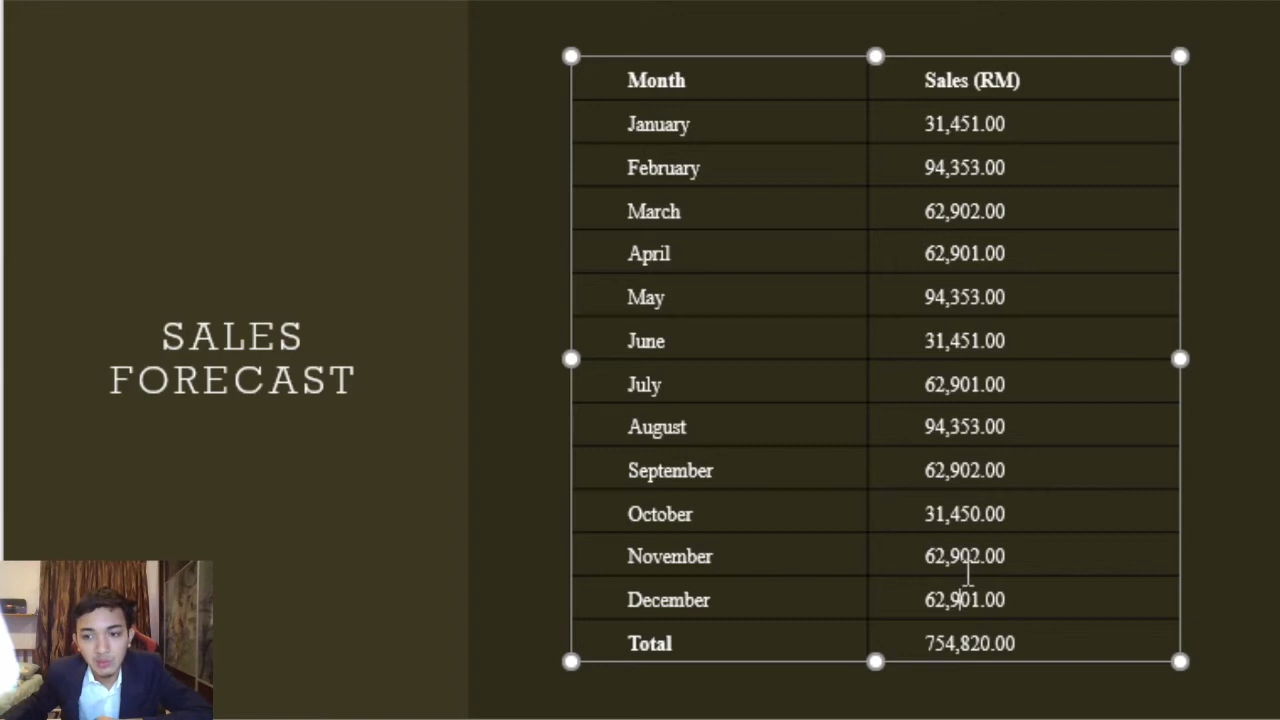 SALES
FORECAST
Month Sales (RM)
January 31,451.00
February 94,353.00
March 62,902.00
April 62,901.00
May 94,353.00
June 31,451.00
July 62,901.00
August 94,353.00
September 62,902.00
October 31,450.00
November 62,902.00
December 62,901.00
Total 754,820.00